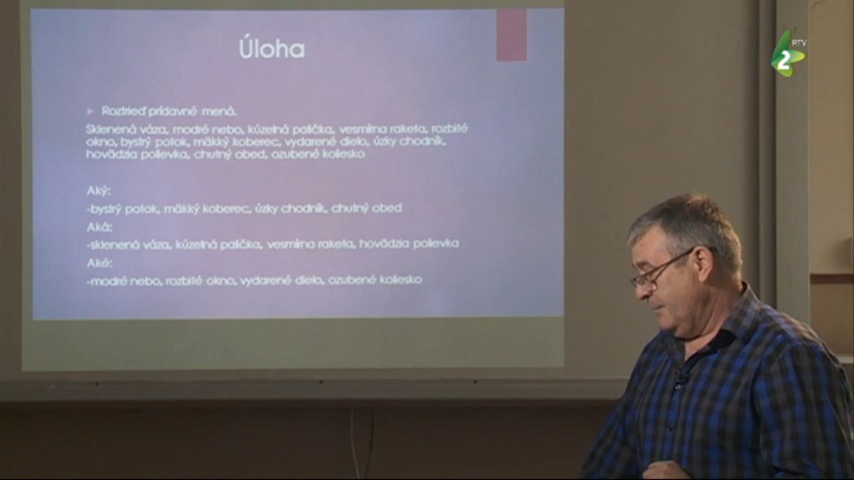 Úloha
Roztrieď prídavné mená.
Sklenená váza, modré nebo, kúzelná palička, vesmírna raketa, rozbité
okno, bystrý potok, mäkký koberec, vydarené dielo, úzky chodník,
hovädzia polievka, chutný obed, ozubené koliesko
Aký:
-bystrý potok, mäkký koberec, úzky chodník, chutný obed
Aká:
-sklenená váza, kúzelná palička, vesmírna raketa, hovädzia polievka
Aké:
-modré nebo, rozbité okno, vydarené dielo, ozubené koliesko
RTV
2